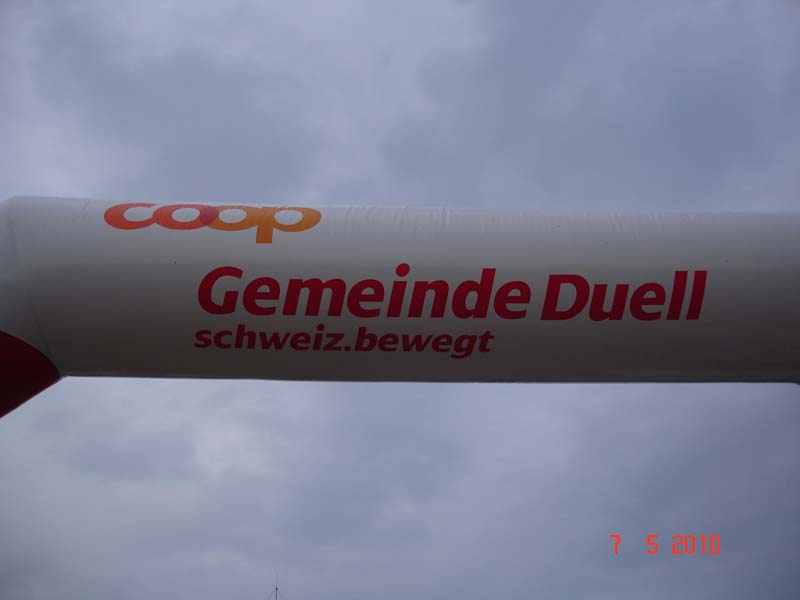 coop
Gemeinde Duell
schweiz.bewegt
7 5 2010